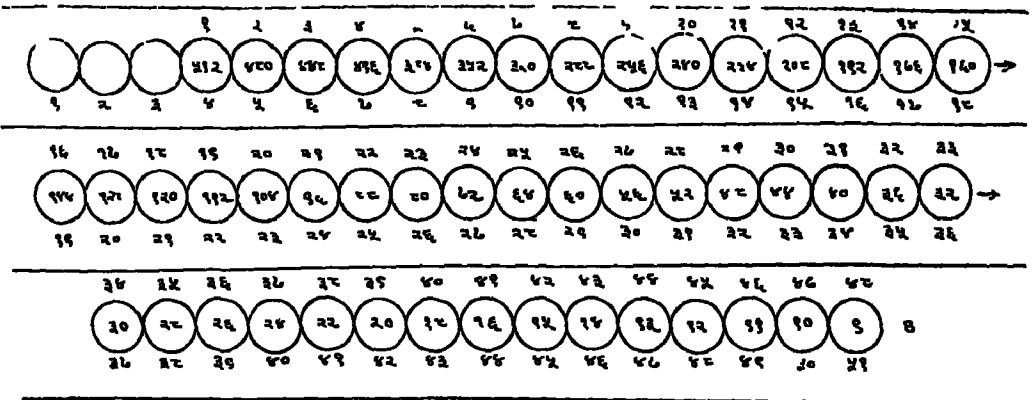 १ २ ३ ४ ५ ६ ७ ८ ९ १० ११ १२ १३ १४ १५
५१२ ४८० ४४८ ४१६ ३८४ ३५२ ३२० २८८ २५६ २४० २२४ २०८ १९२ १७६ १६०
१ २ ३ ४ ५ ६ ७ ८ ९ १० ११ १२ १३ १४ १५ १६ १७ १८
१६ १७ १८ १९ २० २१ २२ २३ २४ २५ २६ २७ २८ २९ ३० ३१ ३२ ३३
१४४ १२८ १२० ११२ १०४ ९६ ८८ ८० ७२ ६४ ६० ५६ ५२ ४८ ४४ ४० ३६ ३२
१९ २० २१ २२ २३ २४ २५ २६ २७ २८ २९ ३० ३१ ३२ ३३ ३४ ३५ ३६
३४ ३५ ३६ ३७ ३८ ३९ ४० ४१ ४२ ४३ ४४ ४५ ४६ ४७ ४८
३० २८ २६ २४ २२ २० १८ १६ १५ १४ १३ १२ ११ १० ९ B
३७ ३८ ३९ ४० ४१ ४२ ४३ ४४ ४५ ४६ ४७ ४८ ४९ ५० ५१